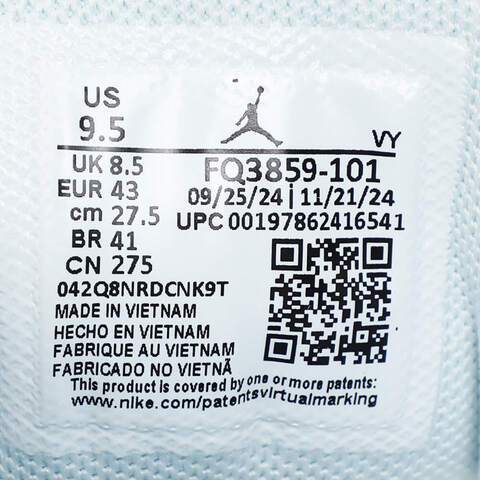 US
9.5
VY
UK 8.5
FQ3859-101
EUR 43
09/25/24 | 11/21/24
cm 27.5
UPC 00197862416541
BR 41
CN 275
042Q8NRDCNK9T
MADE IN VIETNAM
HECHO EN VIETNAM
FABRIQUE AU VIETNAM
FABRICADO NO VIETNÃ
This product is covered by one or more patents:
www.nike.com/patentsvirtualmarking